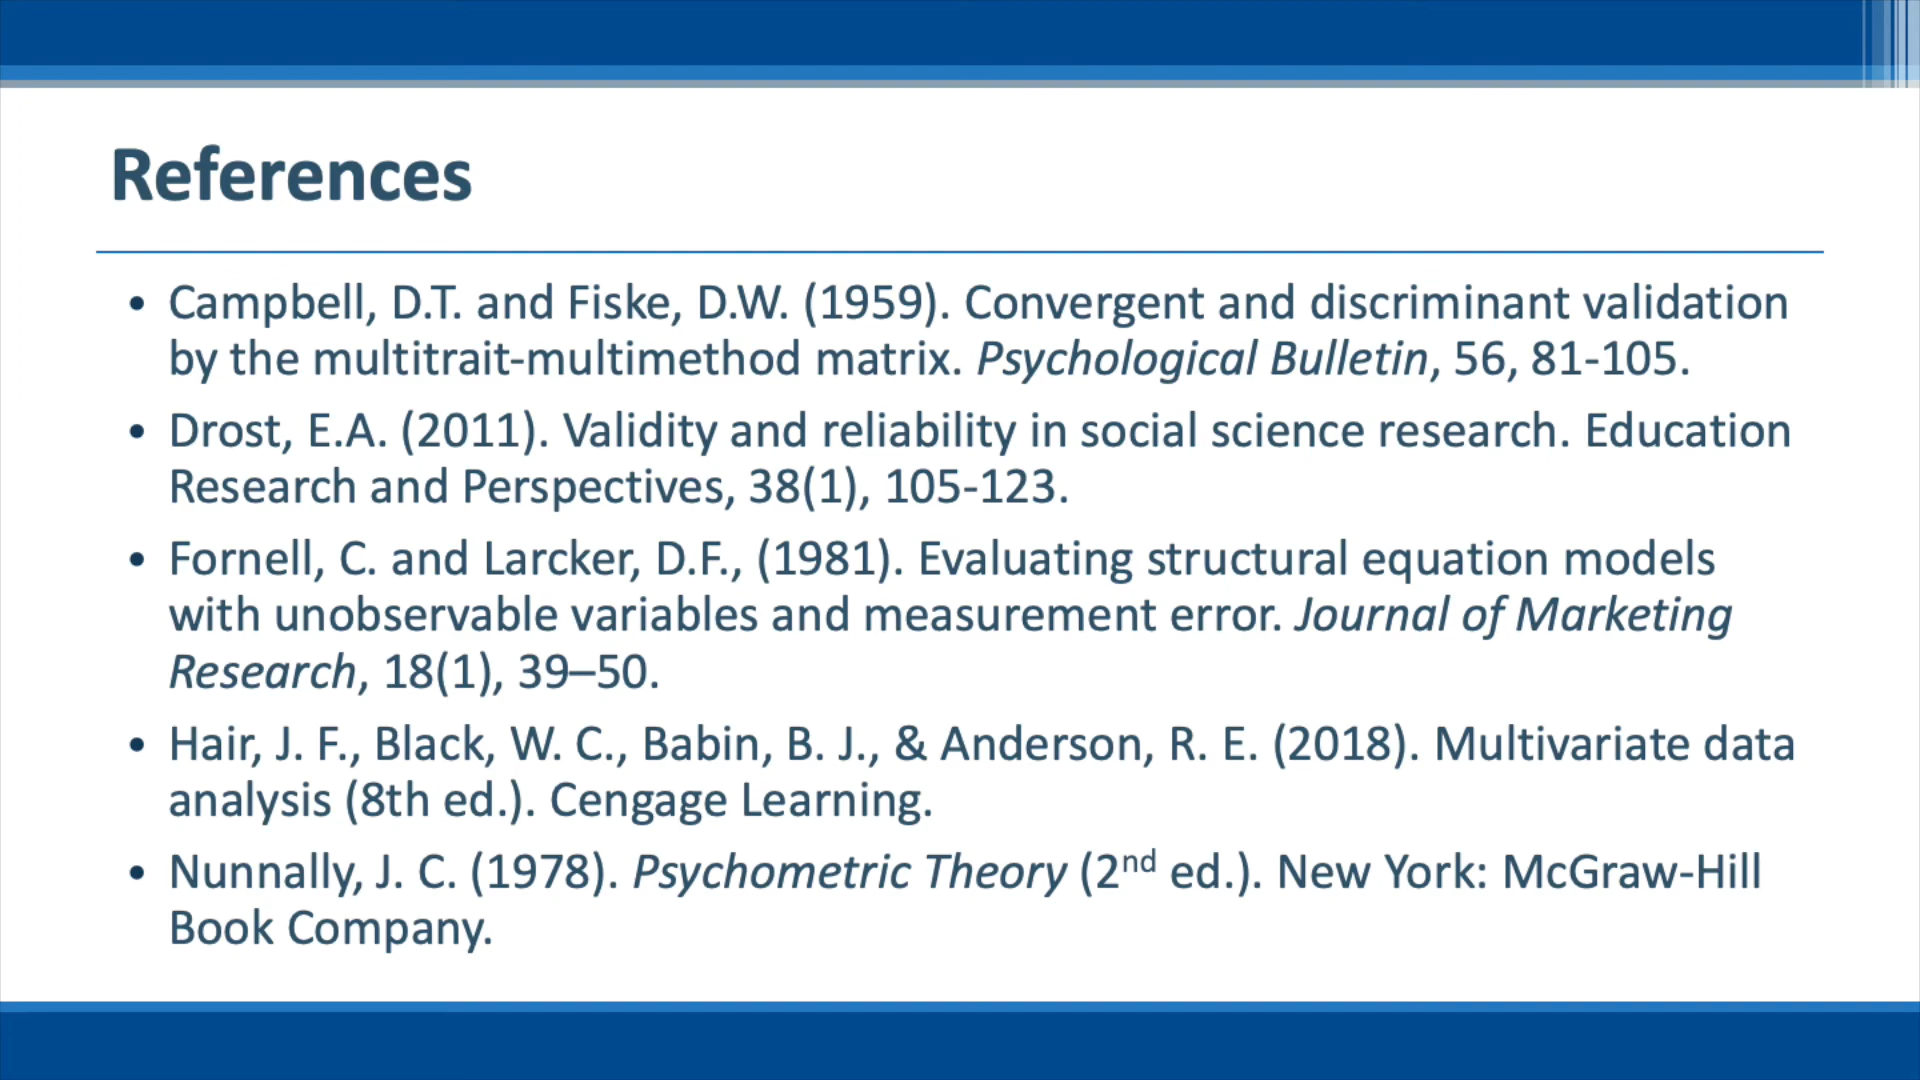 References
• Campbell, D.T. and Fiske, D.W. (1959). Convergent and discriminant validation
by the multitrait-multimethod matrix. Psychological Bulletin, 56, 81-105.
• Drost, E.A. (2011). Validity and reliability in social science research. Education
Research and Perspectives, 38(1), 105-123.
• Fornell, C. and Larcker, D.F., (1981). Evaluating structural equation models
with unobservable variables and measurement error. Journal of Marketing
Research, 18(1), 39–50.
• Hair, J. F., Black, W. C., Babin, B. J., & Anderson, R. E. (2018). Multivariate data
analysis (8th ed.). Cengage Learning.
• Nunnally, J. C. (1978). Psychometric Theory (2nd ed.). New York: McGraw-Hill
Book Company.